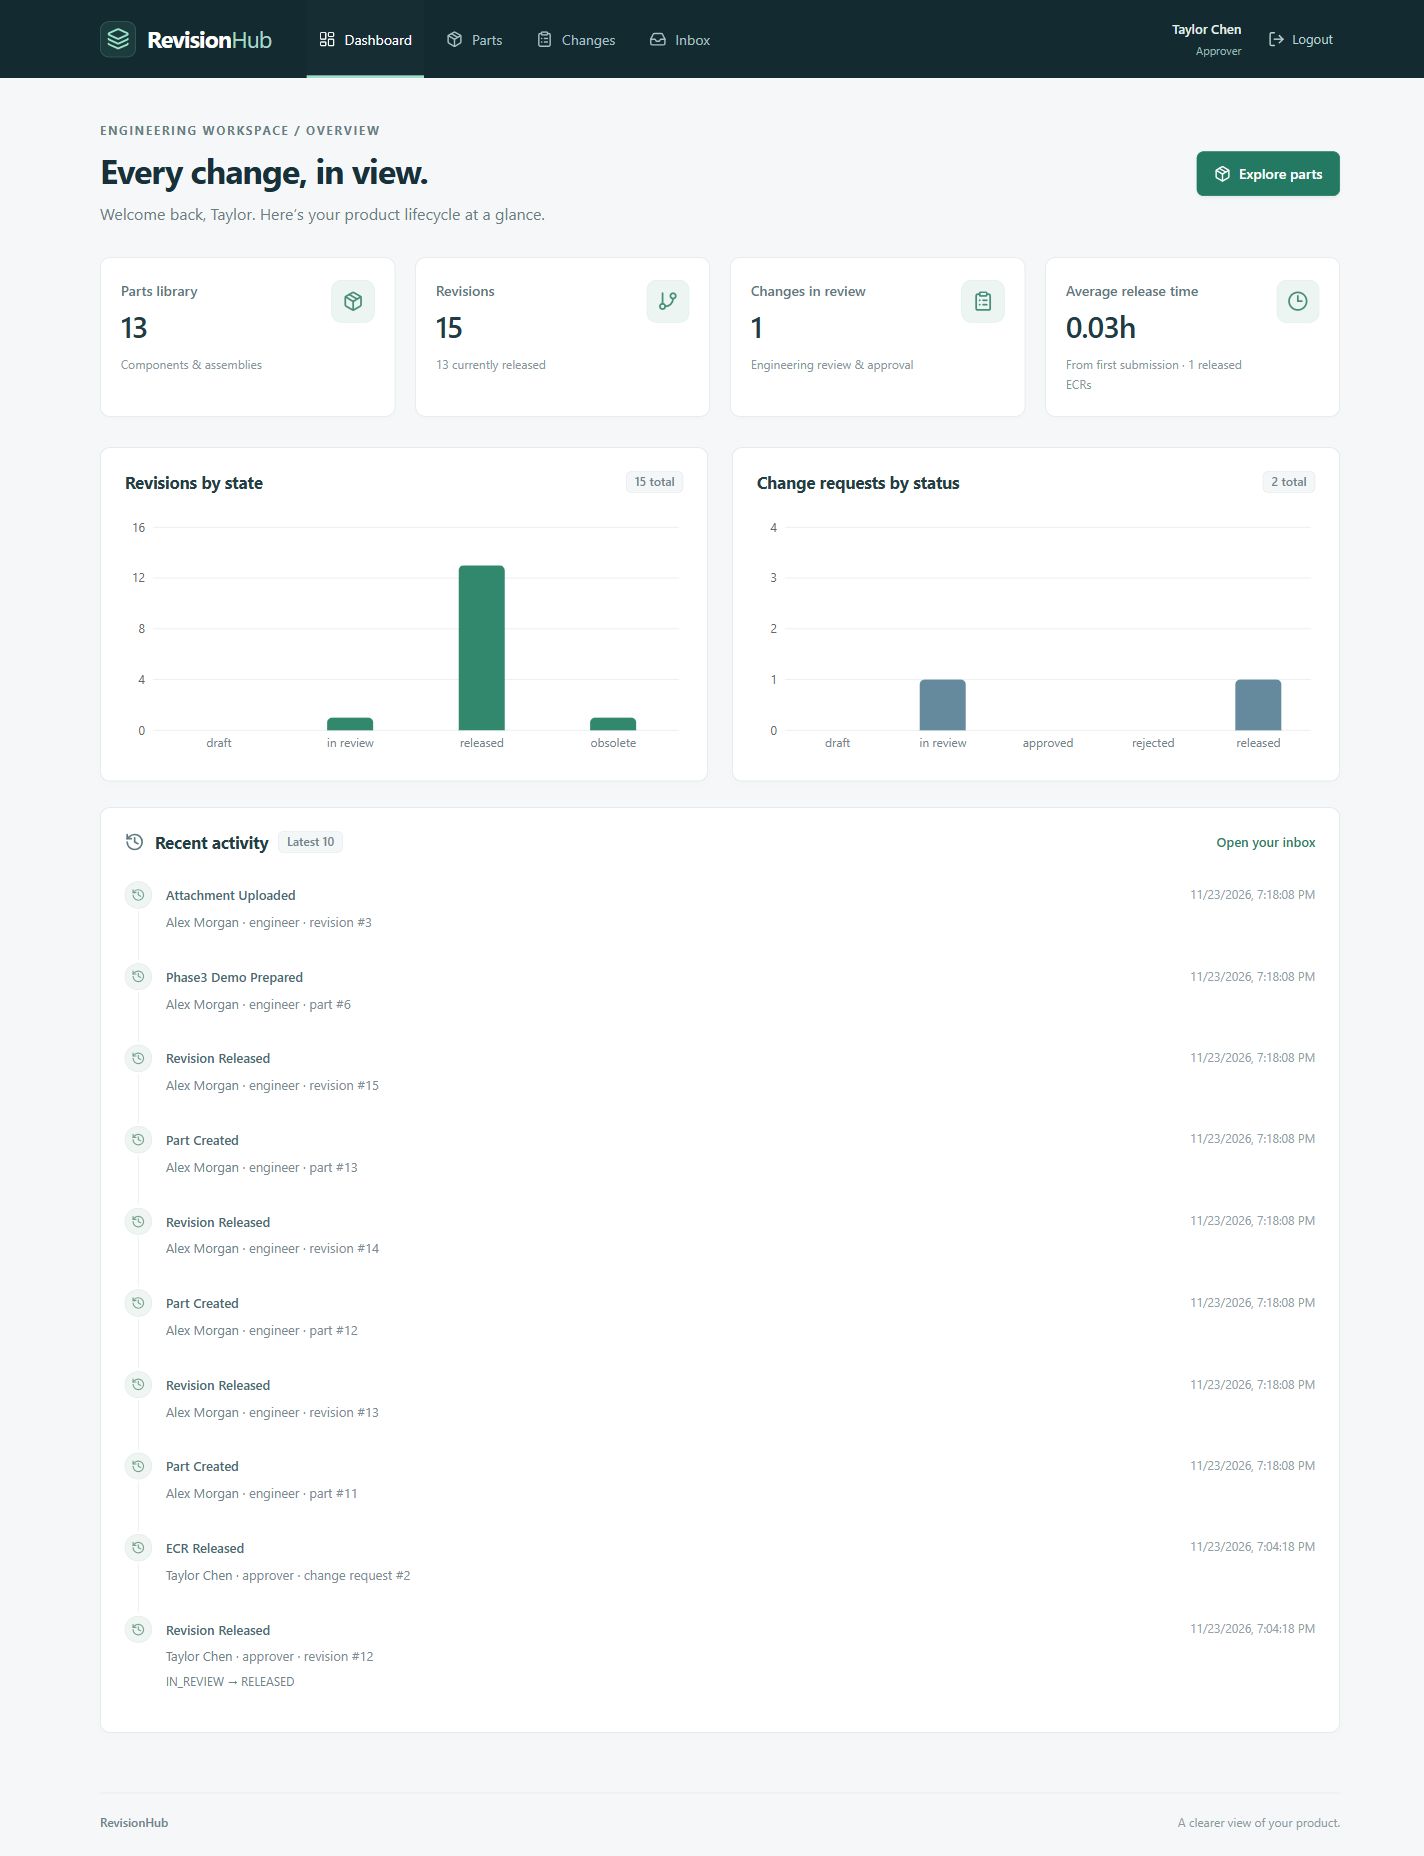 RevisionHub
Dashboard
Parts
Changes
Inbox
Taylor Chen
Approver
Logout
ENGINEERING WORKSPACE / OVERVIEW
Every change, in view.
Welcome back, Taylor. Here’s your product lifecycle at a glance.
Explore parts
Parts library
13
Components & assemblies
Revisions
15
13 currently released
Changes in review
1
Engineering review & approval
Average release time
0.03h
From first submission · 1 released
ECRs
Revisions by state
15 total
16
12
8
4
0
draft
in review
released
obsolete
Change requests by status
2 total
4
3
2
1
0
draft
in review
approved
rejected
released
Recent activity
Latest 10
Open your inbox
Attachment Uploaded
11/23/2026, 7:18:08 PM
Alex Morgan · engineer · revision #3
Phase3 Demo Prepared
11/23/2026, 7:18:08 PM
Alex Morgan · engineer · part #6
Revision Released
11/23/2026, 7:18:08 PM
Alex Morgan · engineer · revision #15
Part Created
11/23/2026, 7:18:08 PM
Alex Morgan · engineer · part #13
Revision Released
11/23/2026, 7:18:08 PM
Alex Morgan · engineer · revision #14
Part Created
11/23/2026, 7:18:08 PM
Alex Morgan · engineer · part #12
Revision Released
11/23/2026, 7:18:08 PM
Alex Morgan · engineer · revision #13
Part Created
11/23/2026, 7:18:08 PM
Alex Morgan · engineer · part #11
ECR Released
11/23/2026, 7:04:18 PM
Taylor Chen · approver · change request #2
Revision Released
11/23/2026, 7:04:18 PM
Taylor Chen · approver · revision #12
IN_REVIEW → RELEASED
RevisionHub
A clearer view of your product.